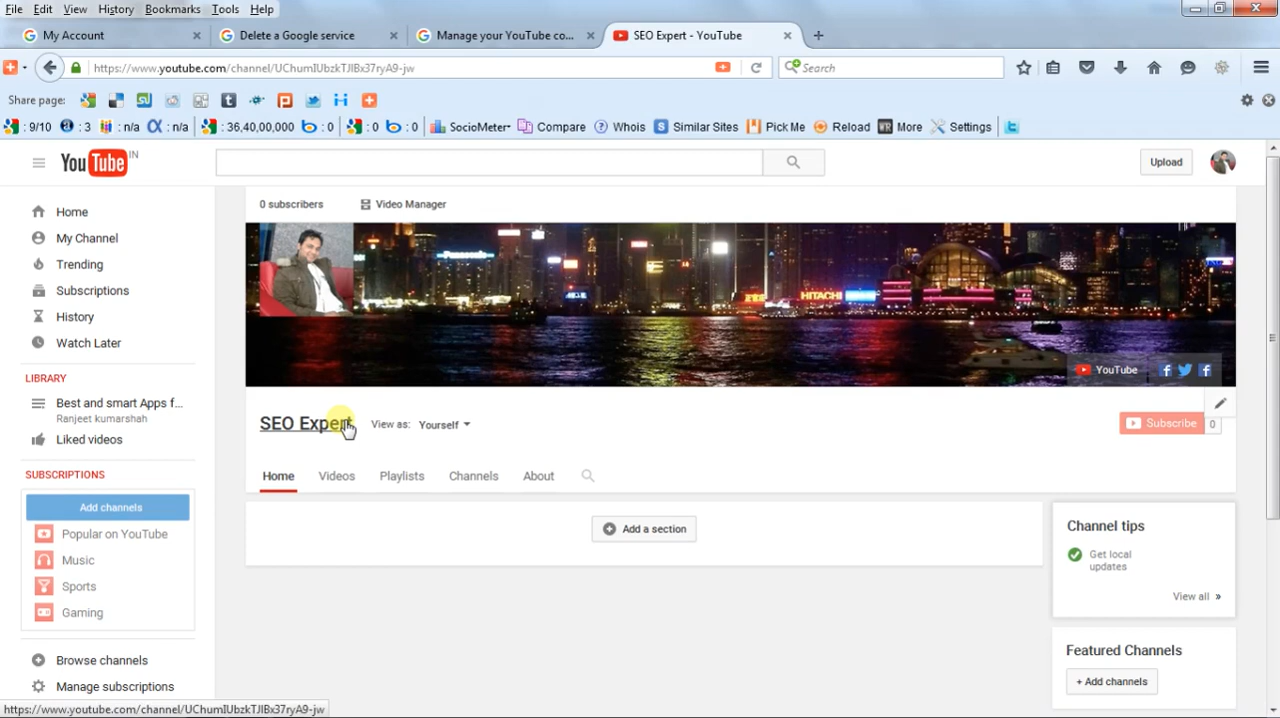 File Edit View History Bookmarks Tools Help
My Account
Delete a Google service
Manage your YouTube co...
SEO Expert - YouTube
https://www.youtube.com/channel/UChumIUbzkTJlBx37ryA9-jw
Search
Share page:
: 9/10 : 3 : n/a : n/a : 36,40,00,000 : 0 : 0 : 0 SocioMeter Compare Whois Similar Sites Pick Me Reload More Settings
YouTube IN
Upload
Home
My Channel
Trending
Subscriptions
History
Watch Later
LIBRARY
Best and smart Apps f...
Ranjeet kumarshah
Liked videos
SUBSCRIPTIONS
Add channels
Popular on YouTube
Music
Sports
Gaming
Browse channels
Manage subscriptions
0 subscribers Video Manager
Panasonic
HITACHI
YouTube
SEO Expert View as: Yourself
Subscribe 0
Home Videos Playlists Channels About
Add a section
Channel tips
Get local
updates
View all »
Featured Channels
+ Add channels
https://www.youtube.com/channel/UChumIUbzkTJlBx37ryA9-jw